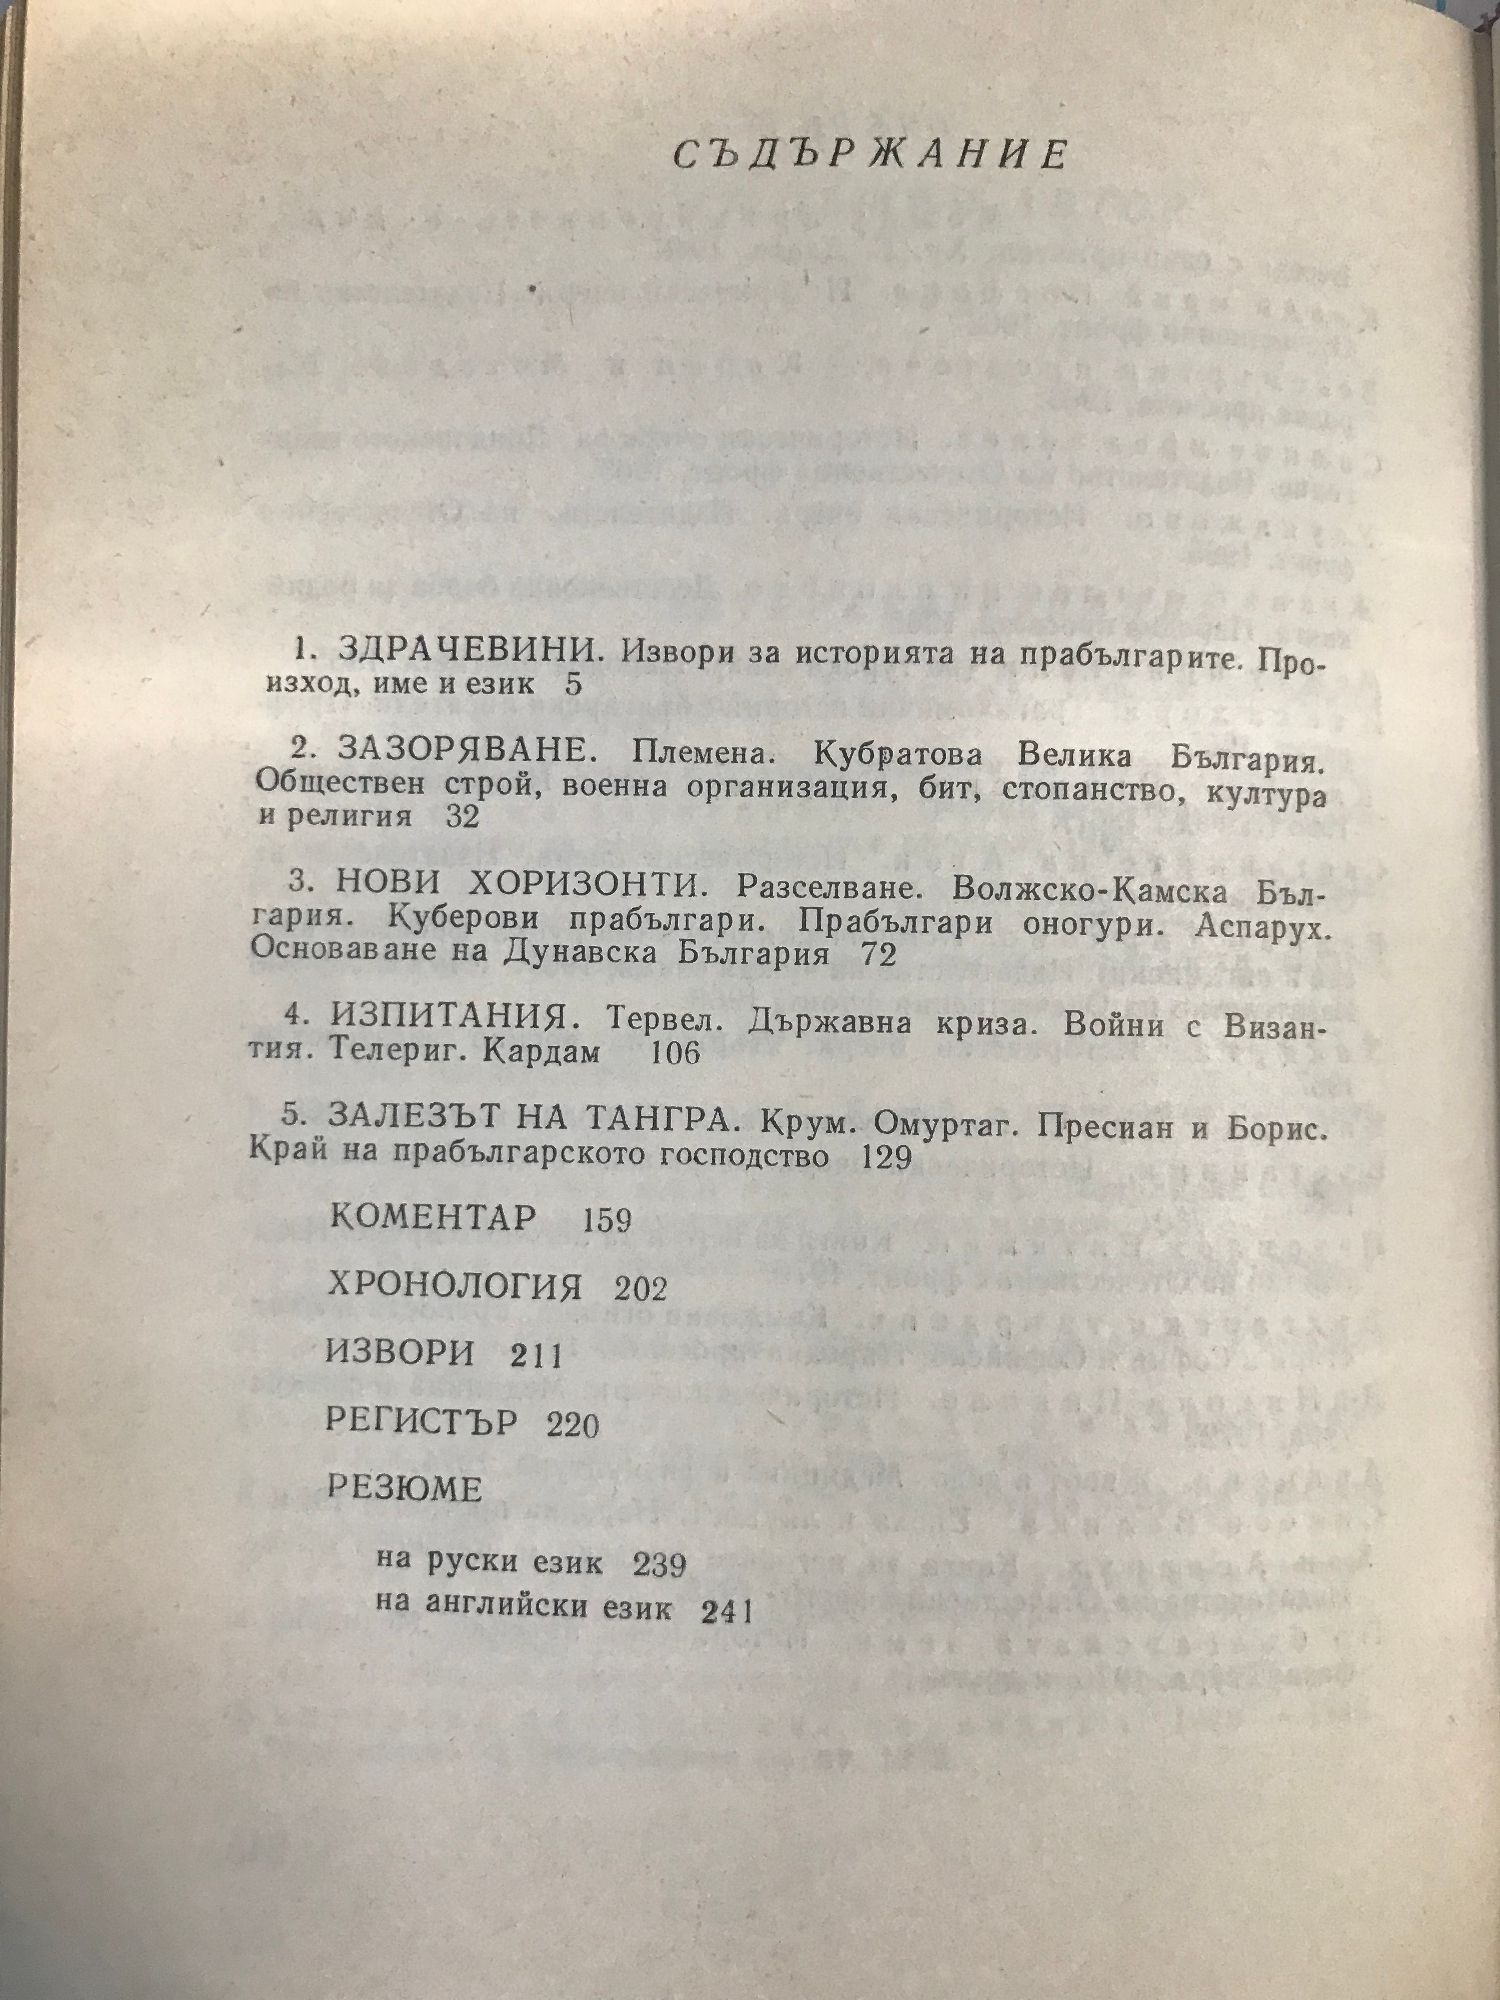 СЪДЪРЖАНИЕ
1. ЗДРАЧЕВИНИ. Извори за историята на прабългарите. Про-
изход, име и език 5
2. ЗАЗОРЯВАНЕ. Племена. Кубратова Велика България.
Обществен строй, военна организация, бит, стопанство, култура
и религия 32
3. НОВИ ХОРИЗОНТИ. Разселване. Волжско-Камска Бъл-
гария. Куберови прабългари. Прабългари оногури. Аспарух.
Основаване на Дунавска България 72
4. ИЗПИТАНИЯ. Тервел. Държавна криза. Войни с Визан-
тия. Телериг. Кардам 106
5. ЗАЛЕЗЪТ НА ТАНГРА. Крум. Омуртаг. Пресиан и Борис.
Край на прабългарското господство 129
КОМЕНТАР 159
ХРОНОЛОГИЯ 202
ИЗВОРИ 211
РЕГИСТЪР 220
РЕЗЮМЕ
на руски език 239
на английски език 241